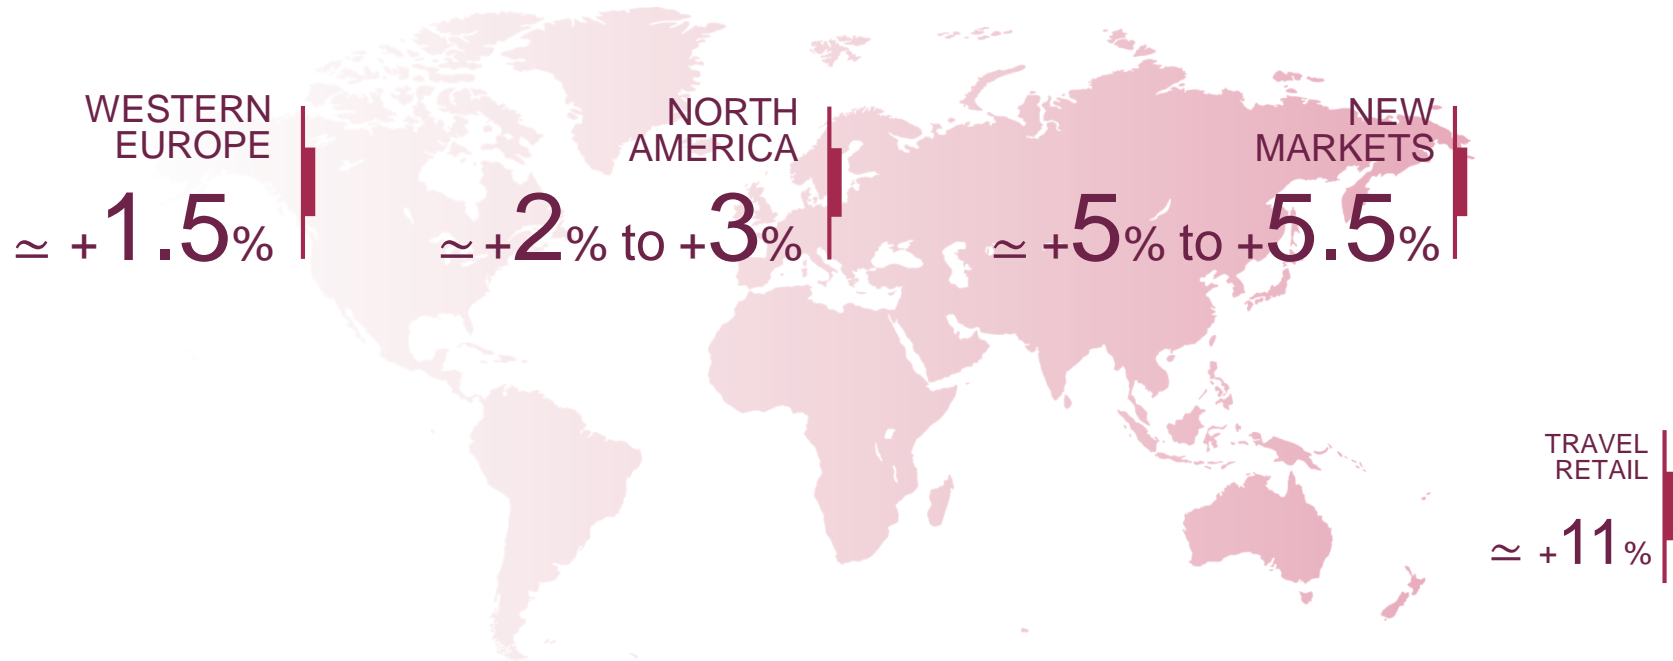 WESTERN
EUROPE
≃ +1.5%
NORTH
AMERICA
≃ +2% to +3%
NEW
MARKETS
≃ +5% to +5.5%
TRAVEL
RETAIL
≃ +11%